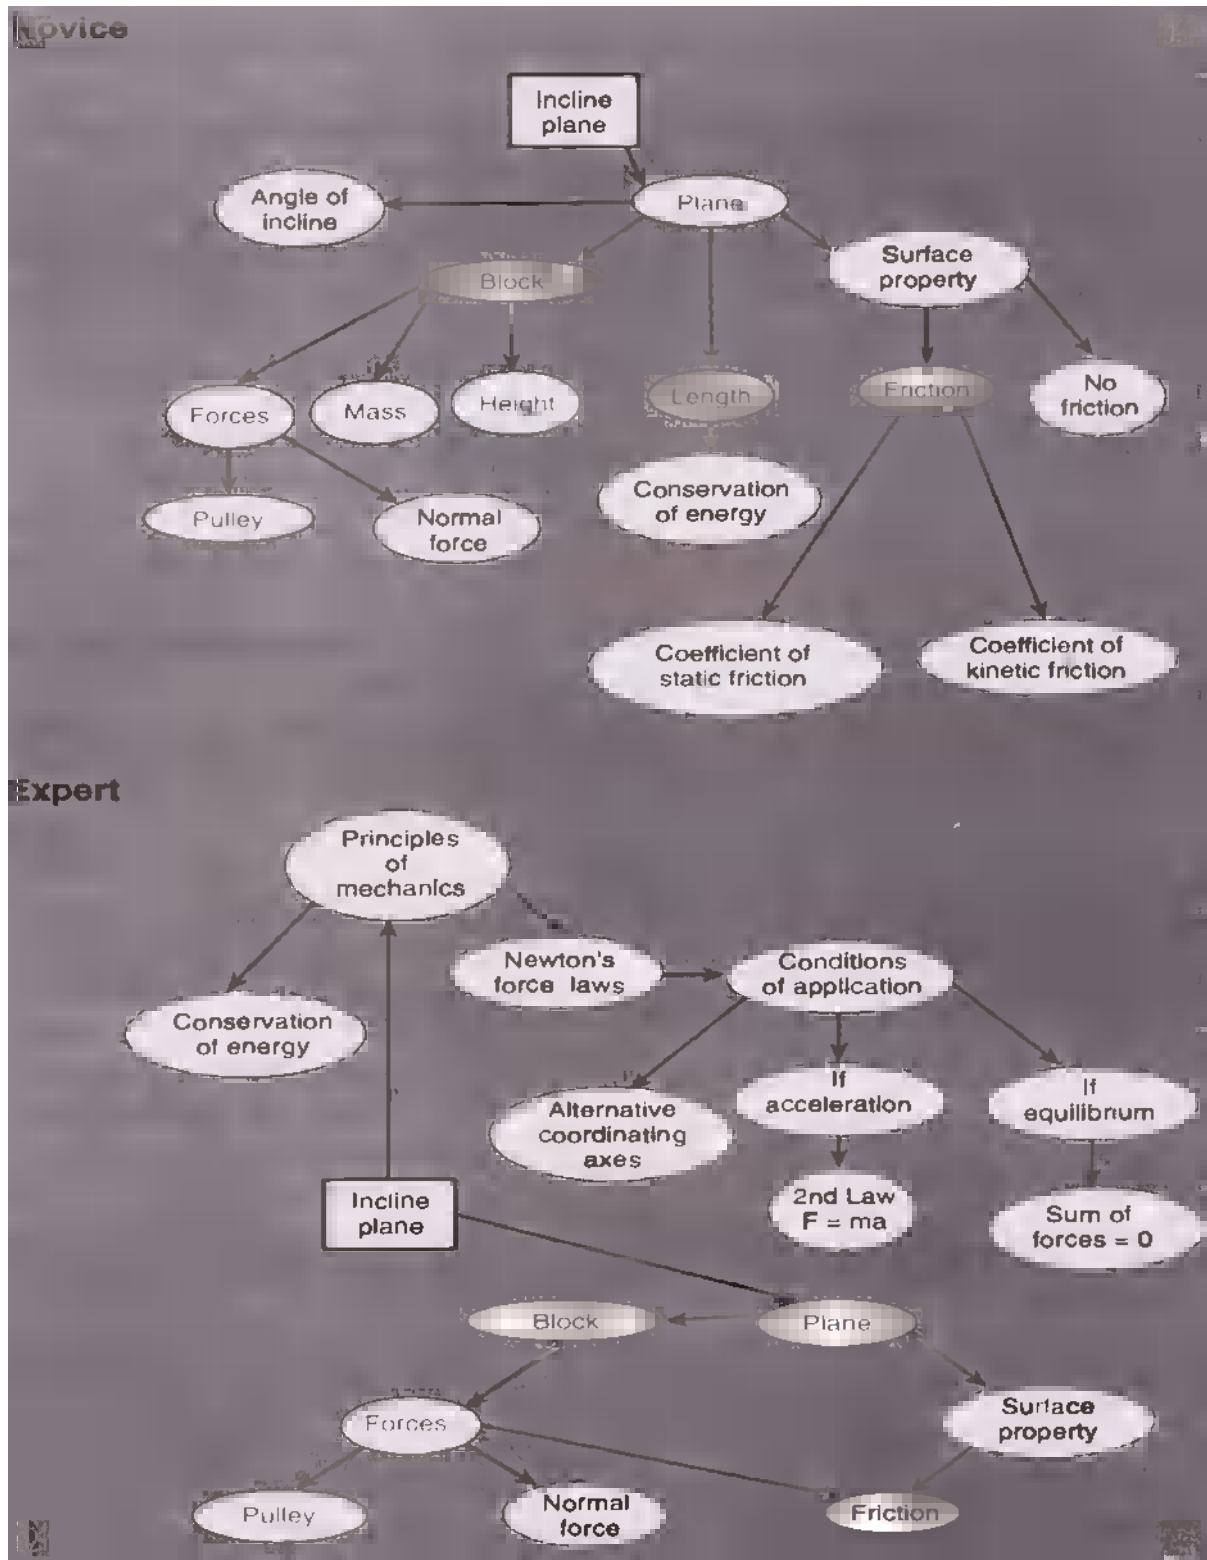 Novice
Incline
plane
Angle of
incline
Plane
Surface
property
Block
Forces
Mass
Height
Length
Friction
No
friction
Pulley
Normal
force
Conservation
of energy
Coefficient of
static friction
Coefficient of
kinetic friction
Expert
Principles
of
mechanics
Newton's
force laws
Conditions
of application
Conservation
of energy
Alternative
coordinating
axes
If
acceleration
If
equilibrium
Incline
plane
2nd Law
F = ma
Sum of
forces = 0
Block
Plane
Forces
Surface
property
Pulley
Normal
force
Friction